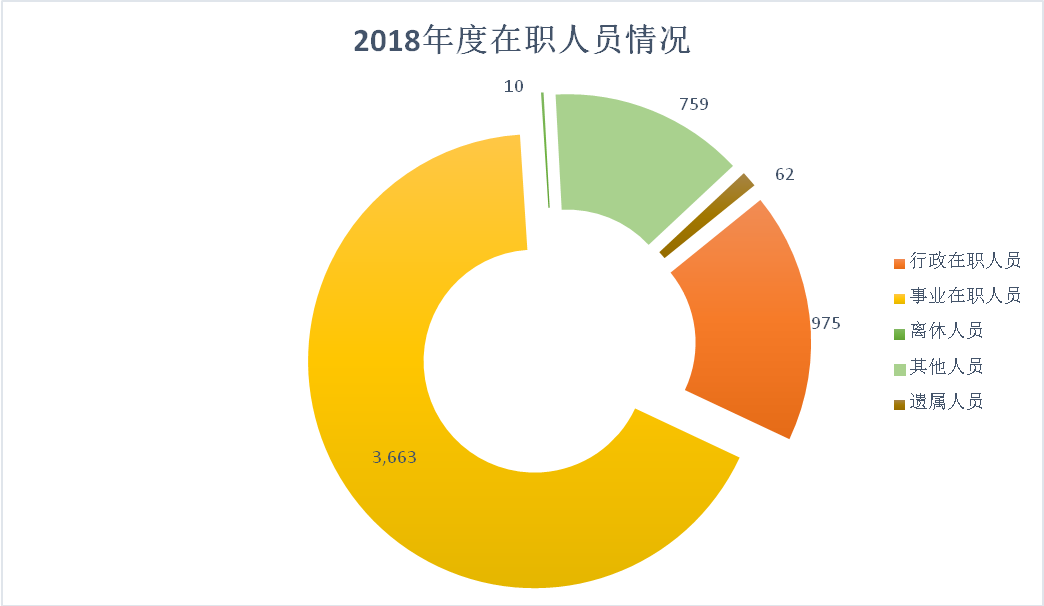 2018年度在职人员情况
10
759
62
975
3,663
行政在职人员
事业在职人员
离休人员
其他人员
遗属人员